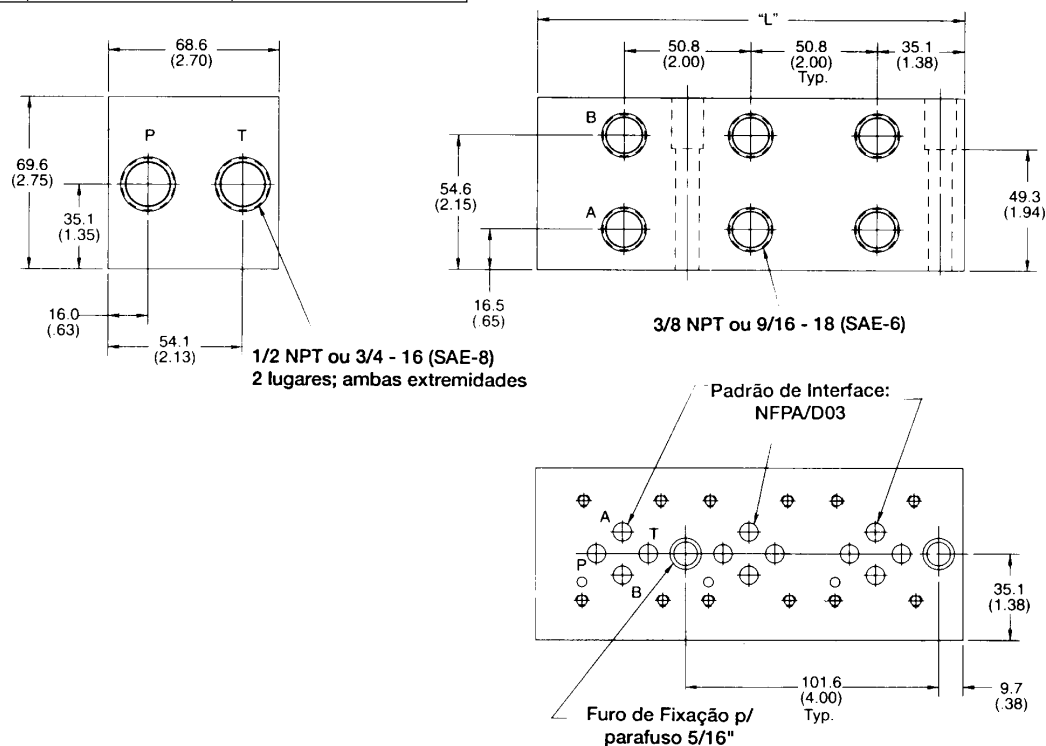 68.6
(2.70)
P
T
69.6
(2.75)
35.1
(1.35)
16.0
(.63)
54.1
(2.13)
1/2 NPT ou 3/4 - 16 (SAE-8)
2 lugares; ambas extremidades
"L"
50.8
(2.00)
50.8
(2.00)
Typ.
35.1
(1.38)
B
A
54.6
(2.15)
16.5
(.65)
49.3
(1.94)
3/8 NPT ou 9/16 - 18 (SAE-6)
Padrão de Interface:
NFPA/D03
A
T
P
B
35.1
(1.38)
101.6
(4.00)
Typ.
9.7
(.38)
Furo de Fixação p/
parafuso 5/16"